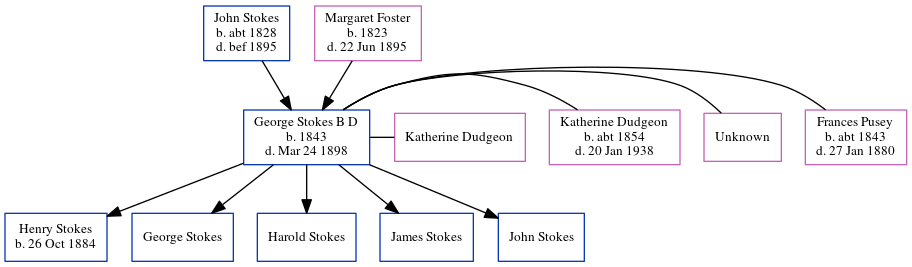 John Stokes
b. abt 1828
d. bef 1895
Margaret Foster
b. 1823
d. 22 Jun 1895
George Stokes B D
b. 1843
d. Mar 24 1898
Katherine Dudgeon
Katherine Dudgeon
b. abt 1854
d. 20 Jan 1938
Unknown
Frances Pusey
b. abt 1843
d. 27 Jan 1880
Henry Stokes
b. 26 Oct 1884
George Stokes
Harold Stokes
James Stokes
John Stokes